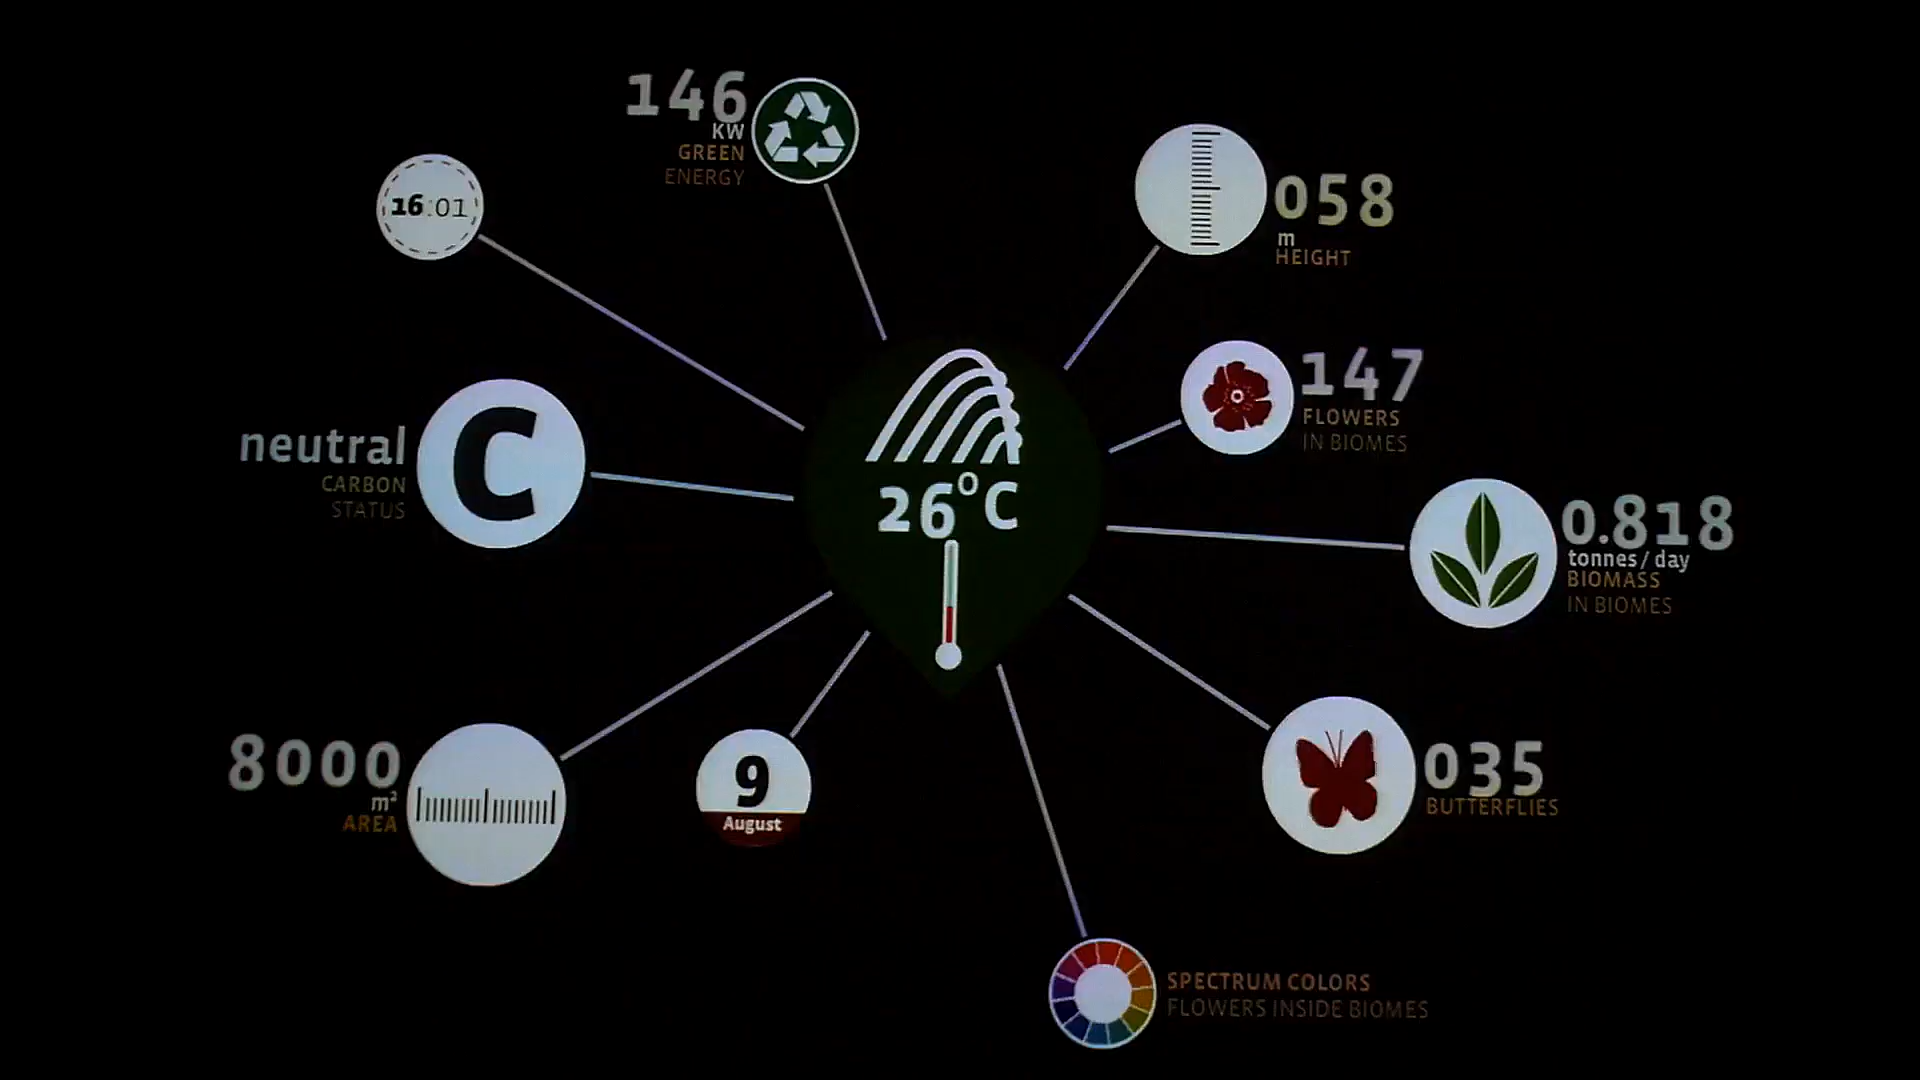 146
KW
GREEN
ENERGY
16:01
058
m
HEIGHT
147
FLOWERS
IN BIOMES
neutral
CARBON
STATUS
C
26°C
0.818
tonnes/day
BIOMASS
IN BIOMES
8000
m²
AREA
9
August
035
BUTTERFLIES
SPECTRUM COLORS
FLOWERS INSIDE BIOMES